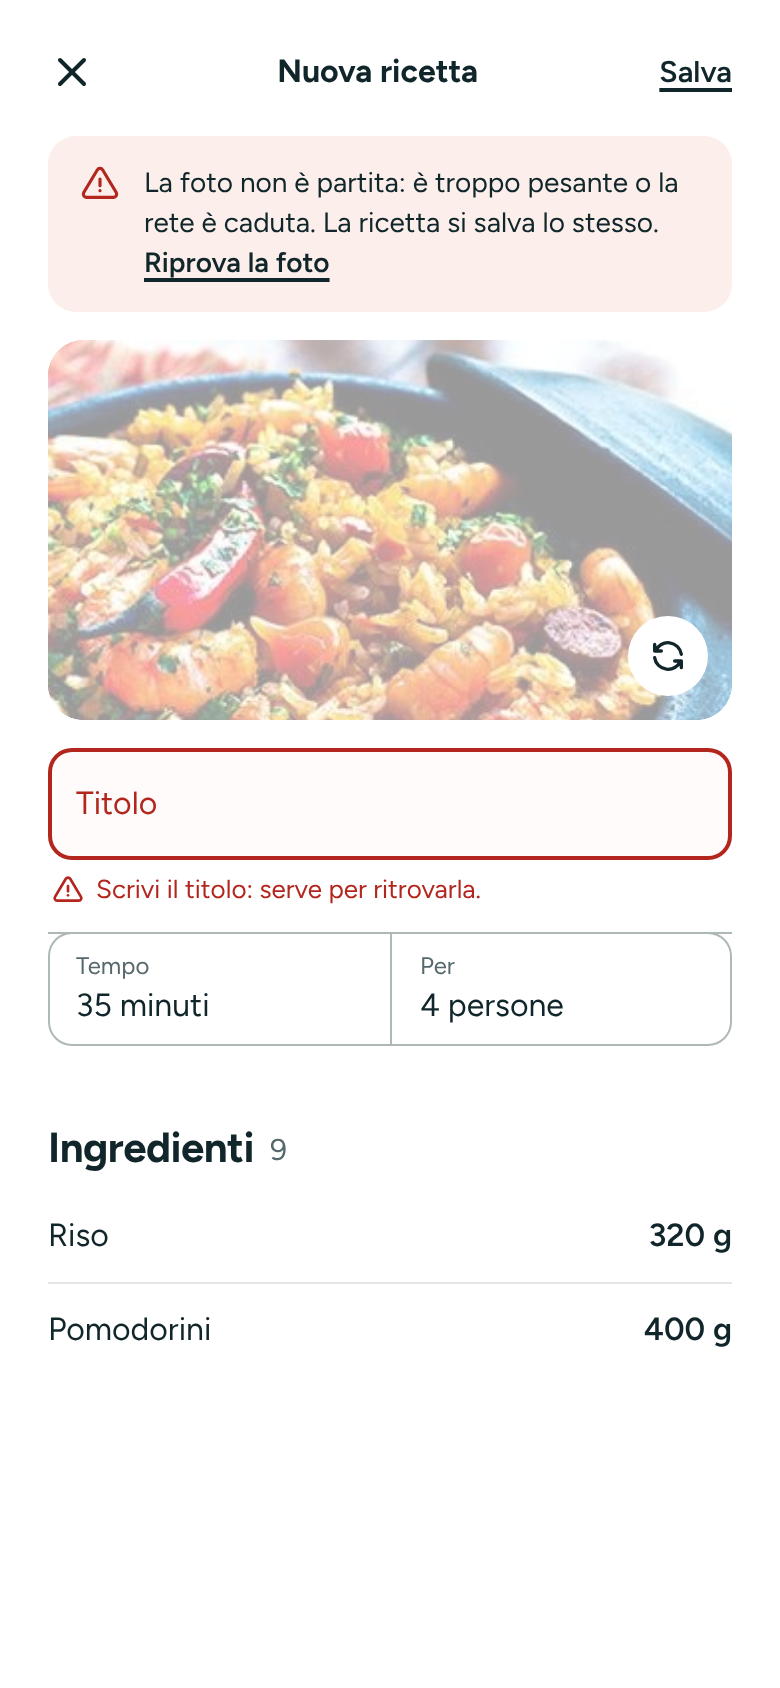 Nuova ricetta
Salva
La foto non è partita: è troppo pesante o la
rete è caduta. La ricetta si salva lo stesso.
Riprova la foto
Titolo
Scrivi il titolo: serve per ritrovarla.
Tempo
35 minuti
Per
4 persone
Ingredienti 9
Riso 320 g
Pomodorini 400 g